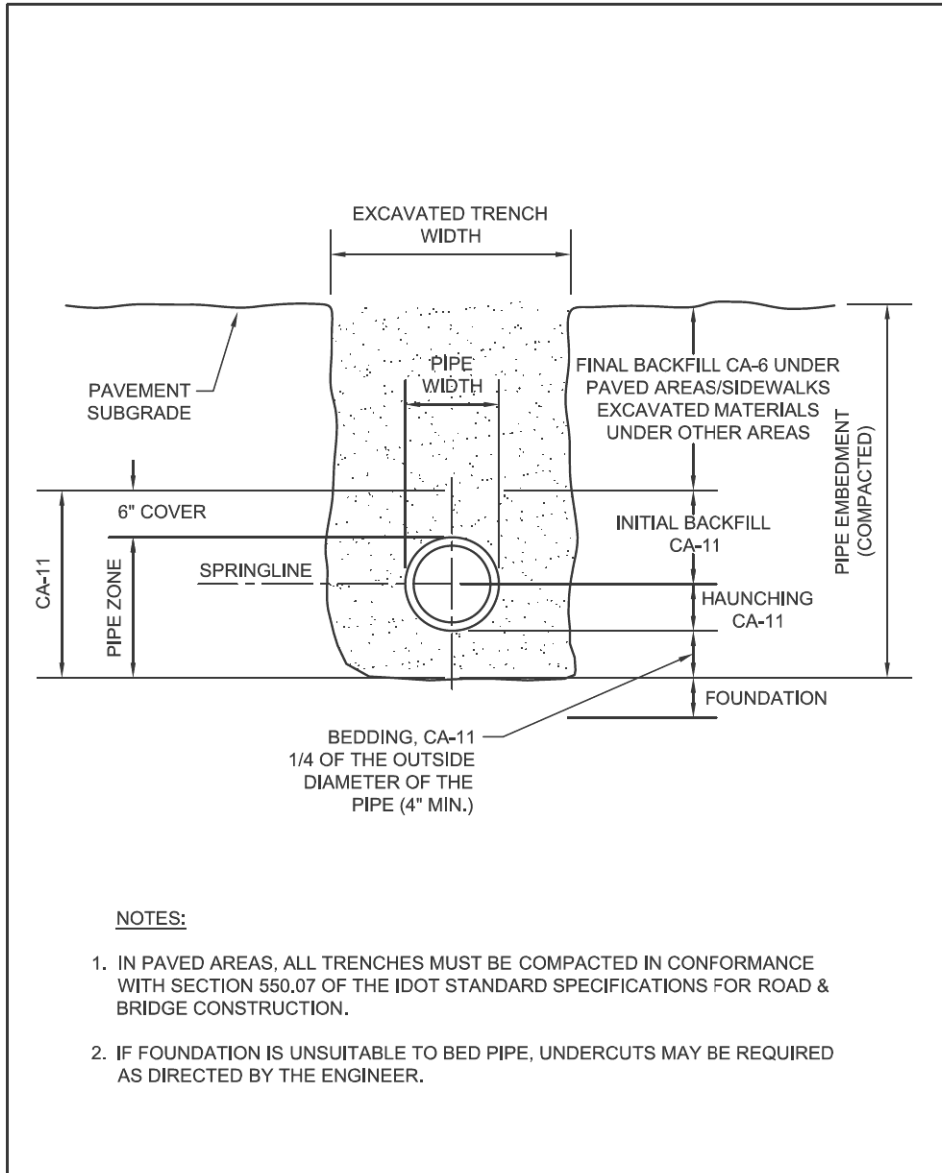 EXCAVATED TRENCH
WIDTH
PIPE
WIDTH
PAVEMENT
SUBGRADE
FINAL BACKFILL CA-6 UNDER
PAVED AREAS/SIDEWALKS
EXCAVATED MATERIALS
UNDER OTHER AREAS
PIPE EMBEDMENT
(COMPACTED)
6" COVER
INITIAL BACKFILL
CA-11
CA-11
PIPE ZONE
SPRINGLINE
HAUNCHING
CA-11
FOUNDATION
BEDDING, CA-11
1/4 OF THE OUTSIDE
DIAMETER OF THE
PIPE (4" MIN.)
NOTES:
1. IN PAVED AREAS, ALL TRENCHES MUST BE COMPACTED IN CONFORMANCE
WITH SECTION 550.07 OF THE IDOT STANDARD SPECIFICATIONS FOR ROAD &
BRIDGE CONSTRUCTION.
2. IF FOUNDATION IS UNSUITABLE TO BED PIPE, UNDERCUTS MAY BE REQUIRED
AS DIRECTED BY THE ENGINEER.